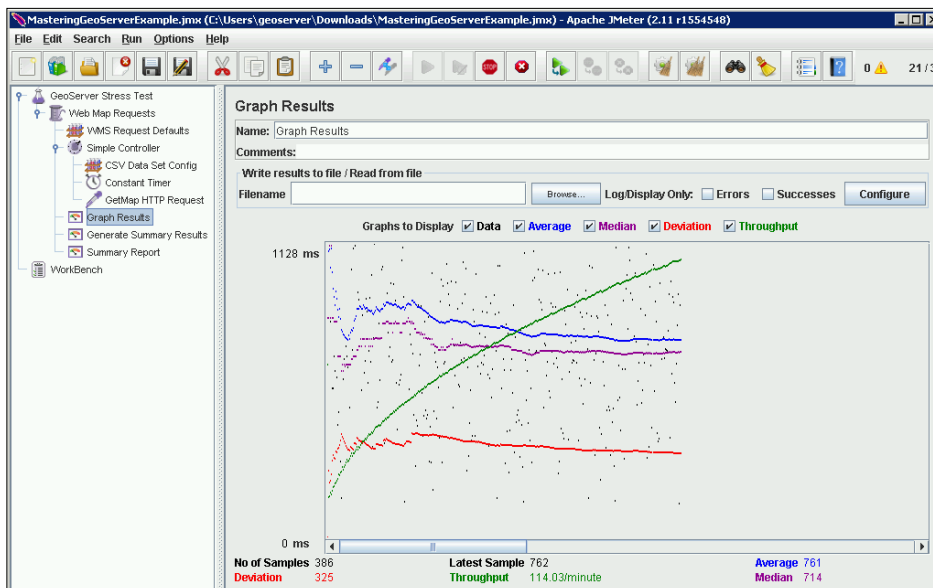 MasteringGeoServerExample.jmx (C:\Users\geoserver\Downloads\MasteringGeoServerExample.jmx) - Apache JMeter (2.11 r1554548)
File Edit Search Run Options Help
STOP
0 21 / 3
GeoServer Stress Test
Web Map Requests
WMS Request Defaults
Simple Controller
CSV Data Set Config
Constant Timer
GetMap HTTP Request
Graph Results
Generate Summary Results
Summary Report
WorkBench
Graph Results
Name: Graph Results
Comments:
Write results to file / Read from file
Filename Browse... Log/Display Only: Errors Successes Configure
Graphs to Display Data Average Median Deviation Throughput
1128 ms
0 ms
No of Samples 386 Latest Sample 762 Average 761
Deviation 325 Throughput 114.03/minute Median 714